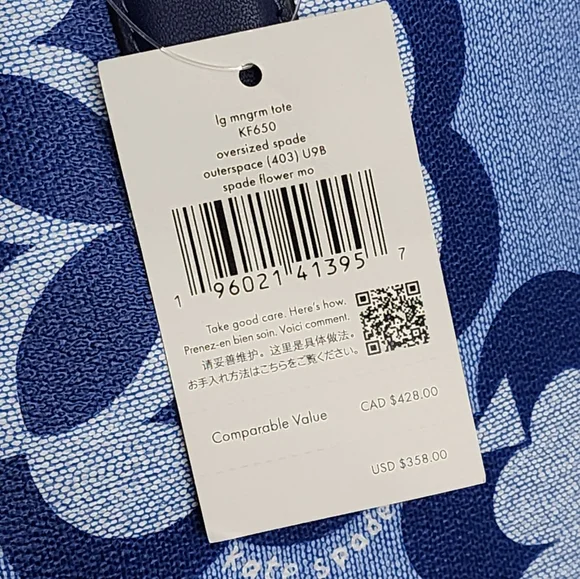 lg mngrm tote
KF650
oversized spade
outerspace (403) U9B
spade flower mo
1 96021 41395 7
Take good care. Here's how.
Prenez-en bien soin. Voici comment.
请妥善维护。这里是具体做法。
お手入れ方法はこちらをご覧ください。
Comparable Value
CAD $428.00
USD $358.00
kate spade